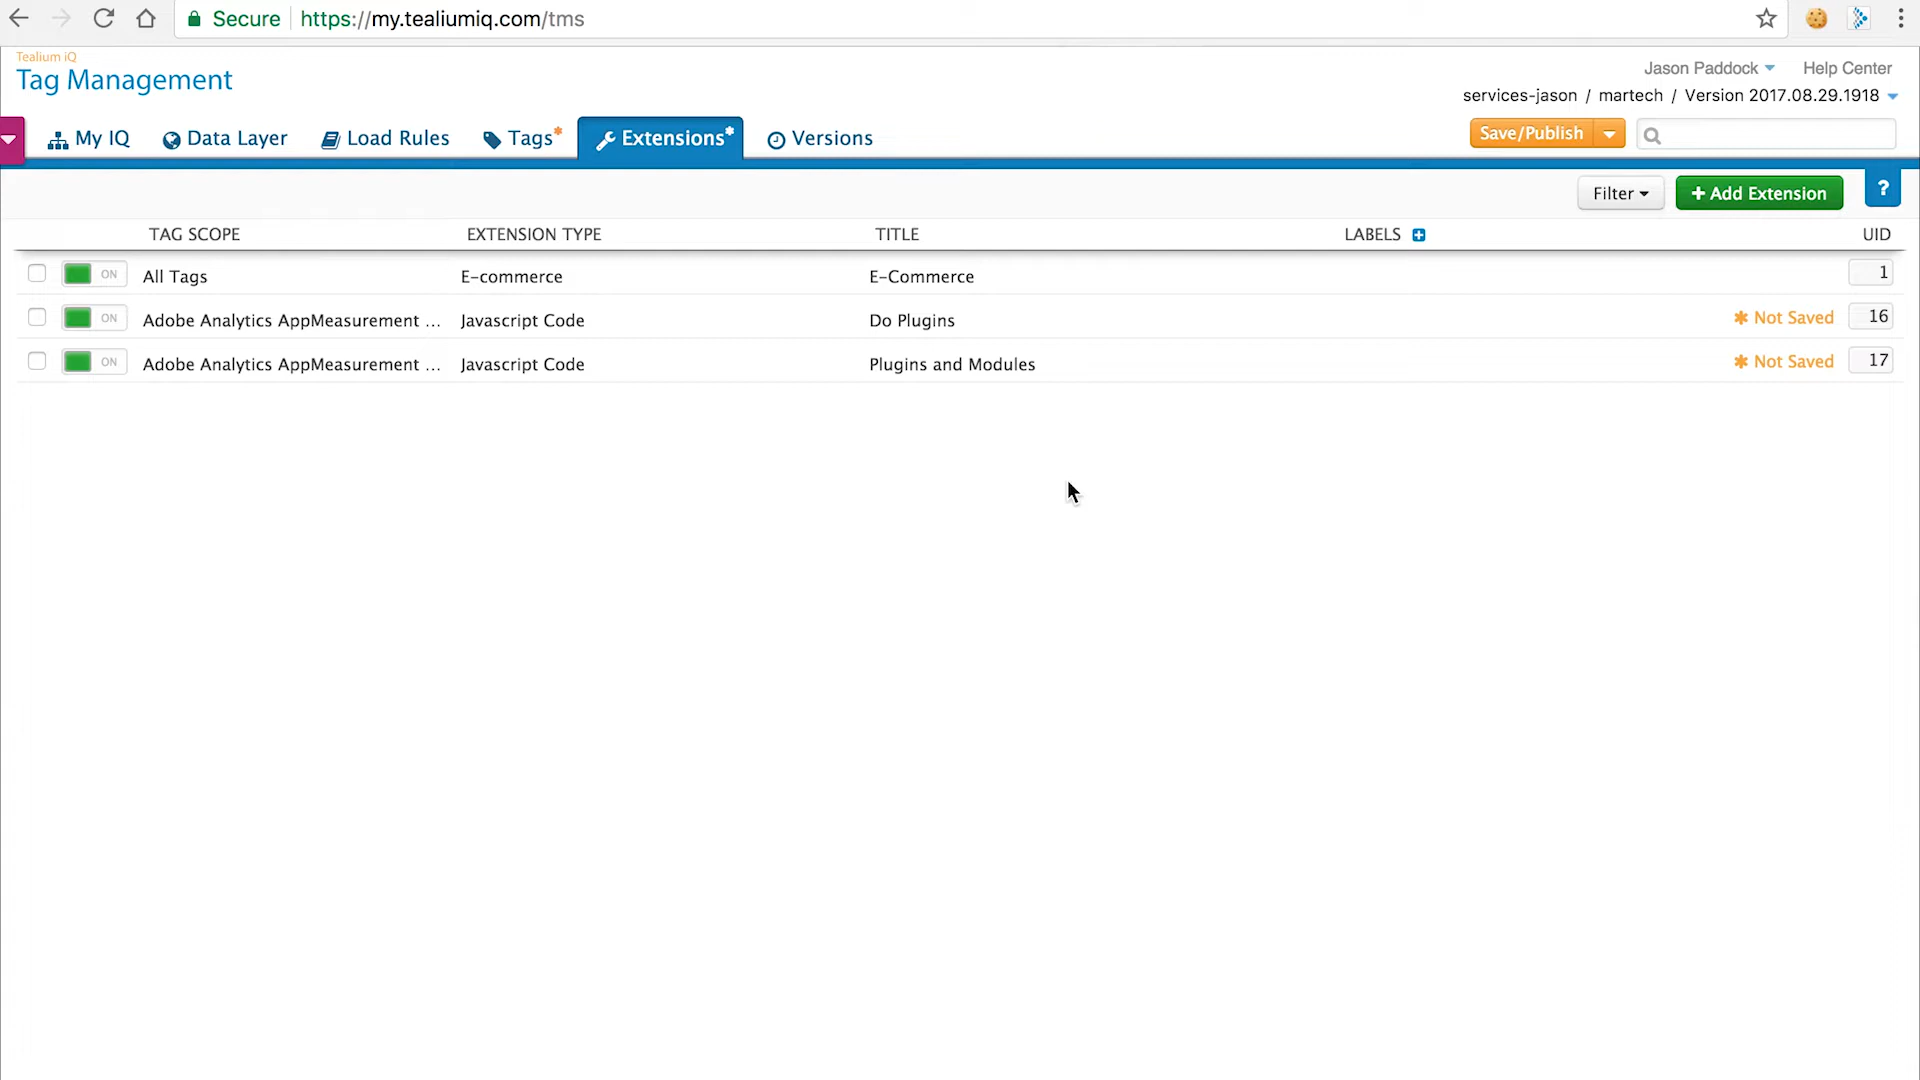 Secure https://my.tealiumiq.com/tms
Tealium iQ
Tag Management
Jason Paddock Help Center
services-jason / martech / Version 2017.08.29.1918
My IQ Data Layer Load Rules Tags* Extensions* Versions
Save/Publish
Filter + Add Extension ?
TAG SCOPE EXTENSION TYPE TITLE LABELS UID
ON All Tags E-commerce E-Commerce 1
ON Adobe Analytics AppMeasurement ... Javascript Code Do Plugins * Not Saved 16
ON Adobe Analytics AppMeasurement ... Javascript Code Plugins and Modules * Not Saved 17